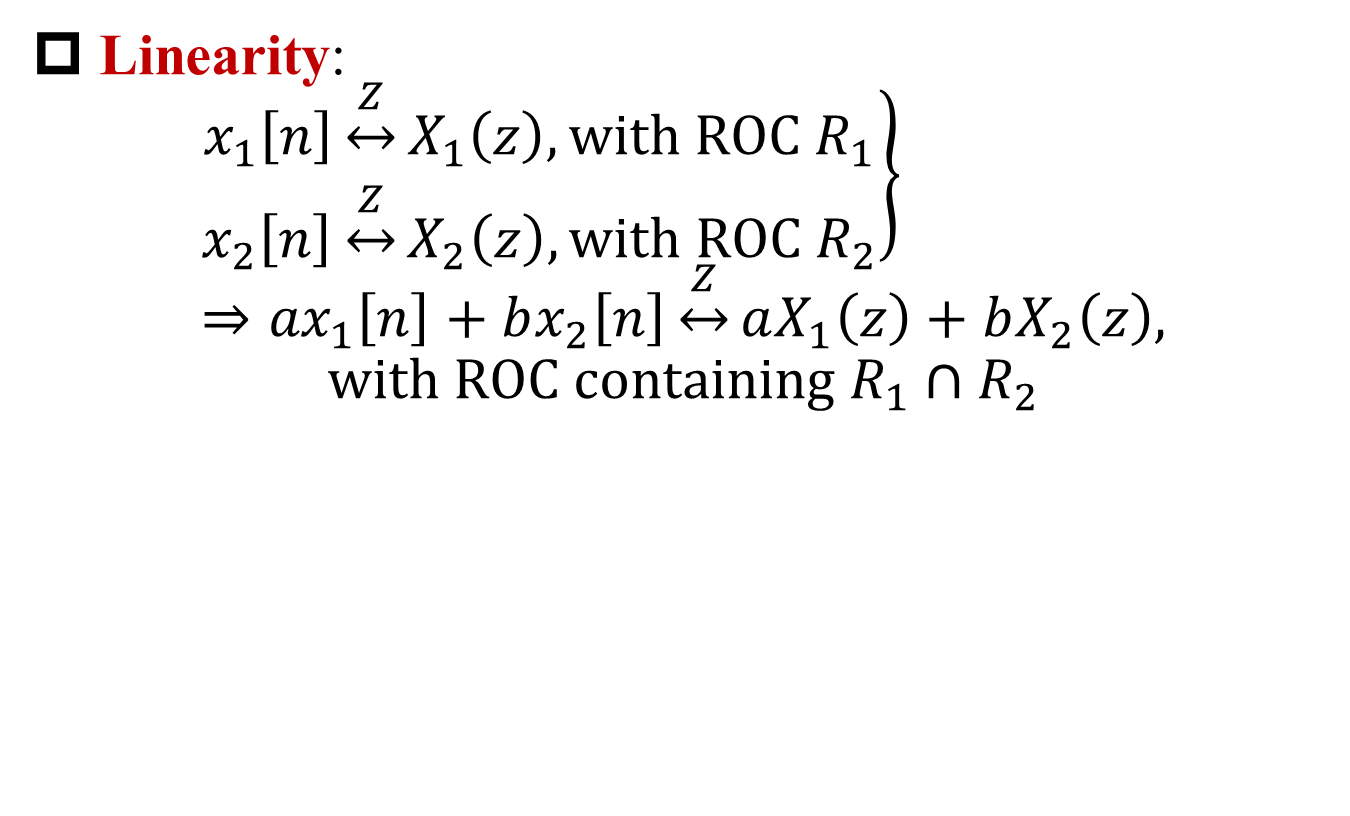 Linearity:
x₁[n] ↔ᶻ X₁(z), with ROC R₁
x₂[n] ↔ᶻ X₂(z), with ROC R₂
⇒ ax₁[n] + bx₂[n] ↔ᶻ aX₁(z) + bX₂(z),
with ROC containing R₁ ∩ R₂